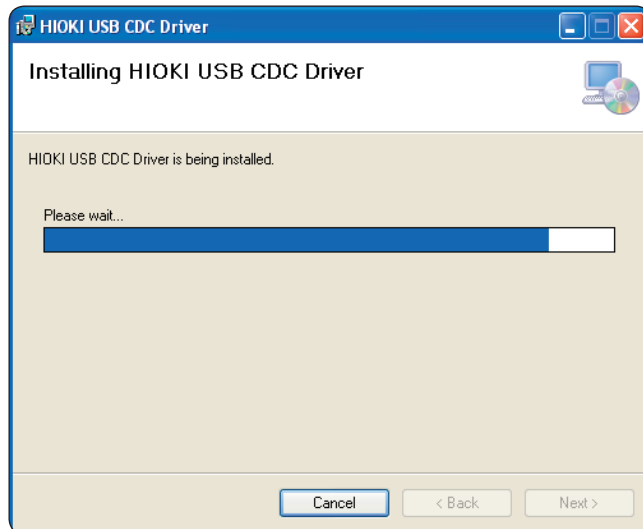 HIOKI USB CDC Driver
Installing HIOKI USB CDC Driver
HIOKI USB CDC Driver is being installed.
Please wait...
Cancel
< Back
Next >